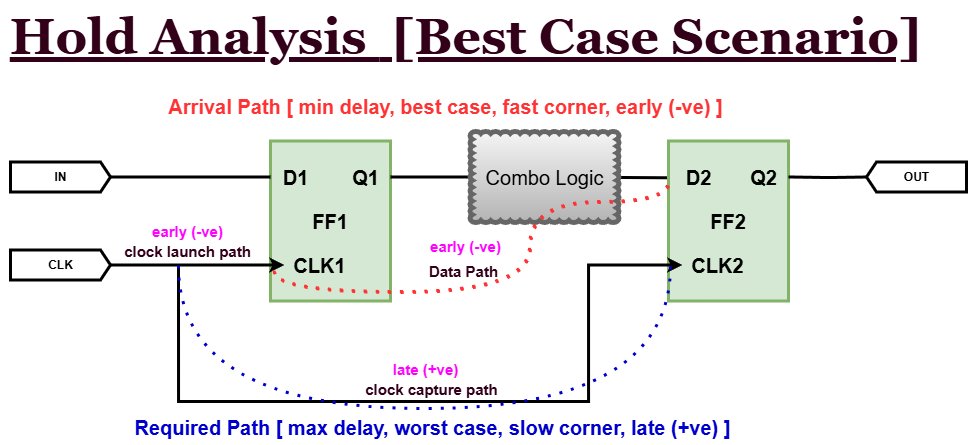 Hold Analysis [Best Case Scenario]
Arrival Path [ min delay, best case, fast corner, early (-ve) ]
IN
D1 Q1
Combo Logic
D2 Q2
OUT
FF1
FF2
early (-ve)
clock launch path
early (-ve)
Data Path
CLK
CLK1
CLK2
late (+ve)
clock capture path
Required Path [ max delay, worst case, slow corner, late (+ve) ]